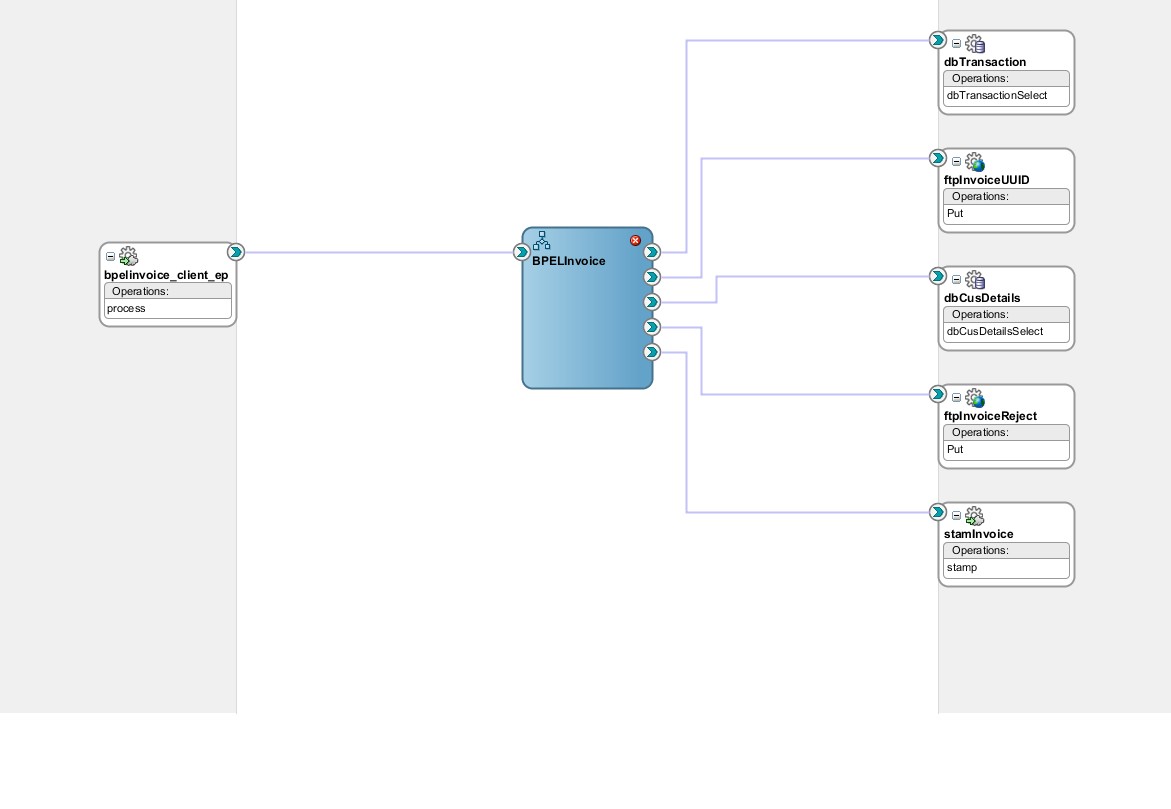 bpelinvoice_client_ep
Operations:
process
BPELInvoice
dbTransaction
Operations:
dbTransactionSelect
ftpInvoiceUUID
Operations:
Put
dbCusDetails
Operations:
dbCusDetailsSelect
ftpInvoiceReject
Operations:
Put
stamInvoice
Operations:
stamp